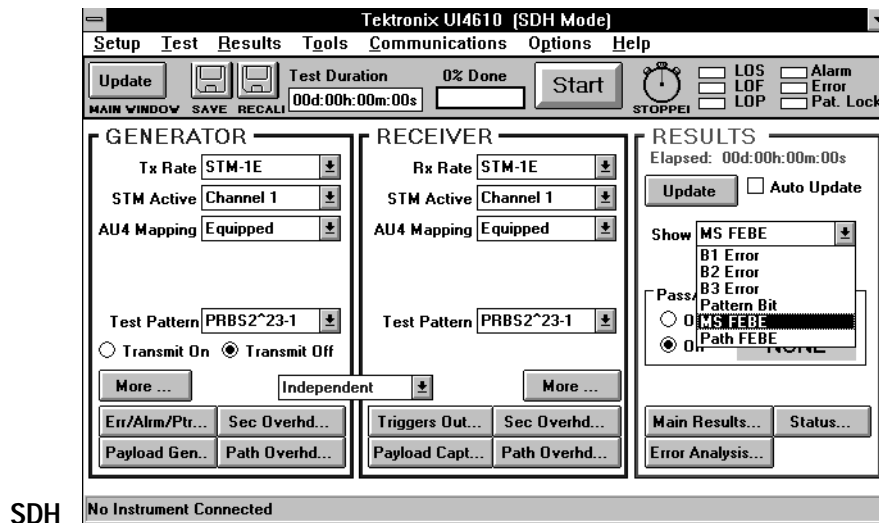 Tektronix UI4610 (SDH Mode)
Setup Test Results Tools Communications Options Help
Update
MAIN WINDOW
SAVE
RECALL
Test Duration
00d:00h:00m:00s
0% Done
Start
STOPPE
LOS
LOF
LOP
Alarm
Error
Pat. Lock
GENERATOR
Tx Rate STM-1E
STM Active Channel 1
AU4 Mapping Equipped
Test Pattern PRBS2^23-1
Transmit On Transmit Off
More ...
Err/Alrm/Ptr... Sec Overhd...
Payload Gen.. Path Overhd...
Independent
RECEIVER
Rx Rate STM-1E
STM Active Channel 1
AU4 Mapping Equipped
Test Pattern PRBS2^23-1
More ...
Triggers Out... Sec Overhd...
Payload Capt... Path Overhd...
RESULTS
Elapsed: 00d:00h:00m:00s
Update Auto Update
Show MS FEBE
B1 Error
B2 Error
B3 Error
Pattern Bit
MS FEBE
Path FEBE
Pass/
Main Results... Status...
Error Analysis...
No Instrument Connected
SDH